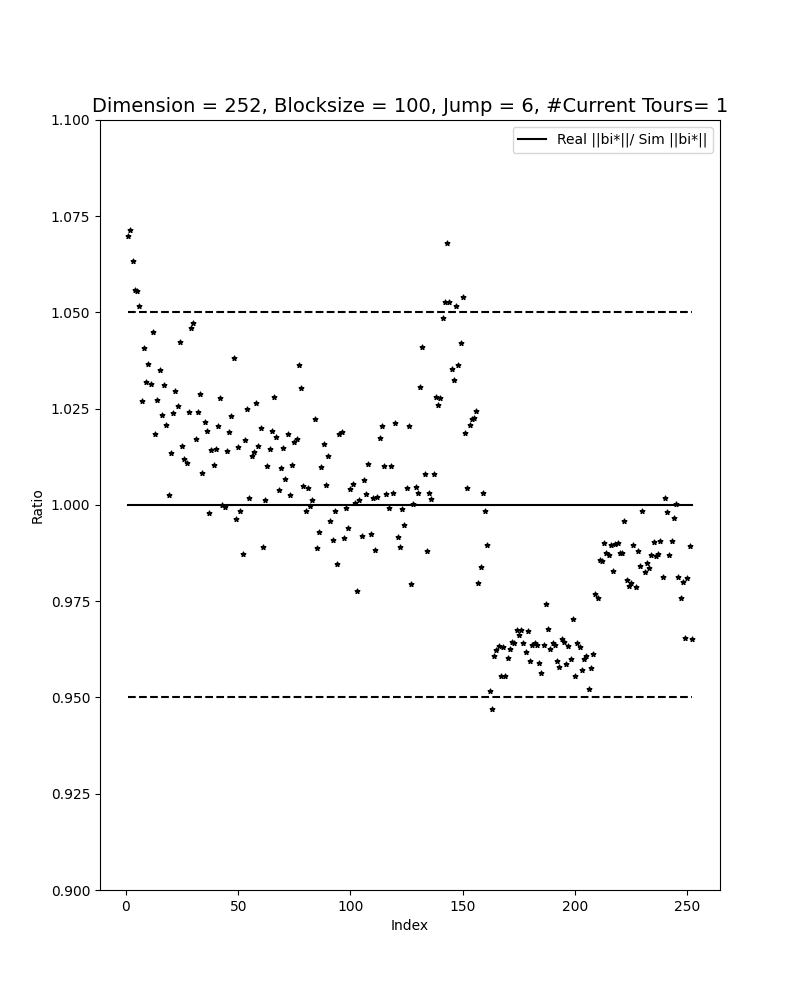 Dimension = 252, Blocksize = 100, Jump = 6, #Current Tours= 1
Real ||bi*||/ Sim ||bi*||
1.100
1.075
1.050
1.025
1.000
0.975
0.950
0.925
0.900
Ratio
0 50 100 150 200 250
Index